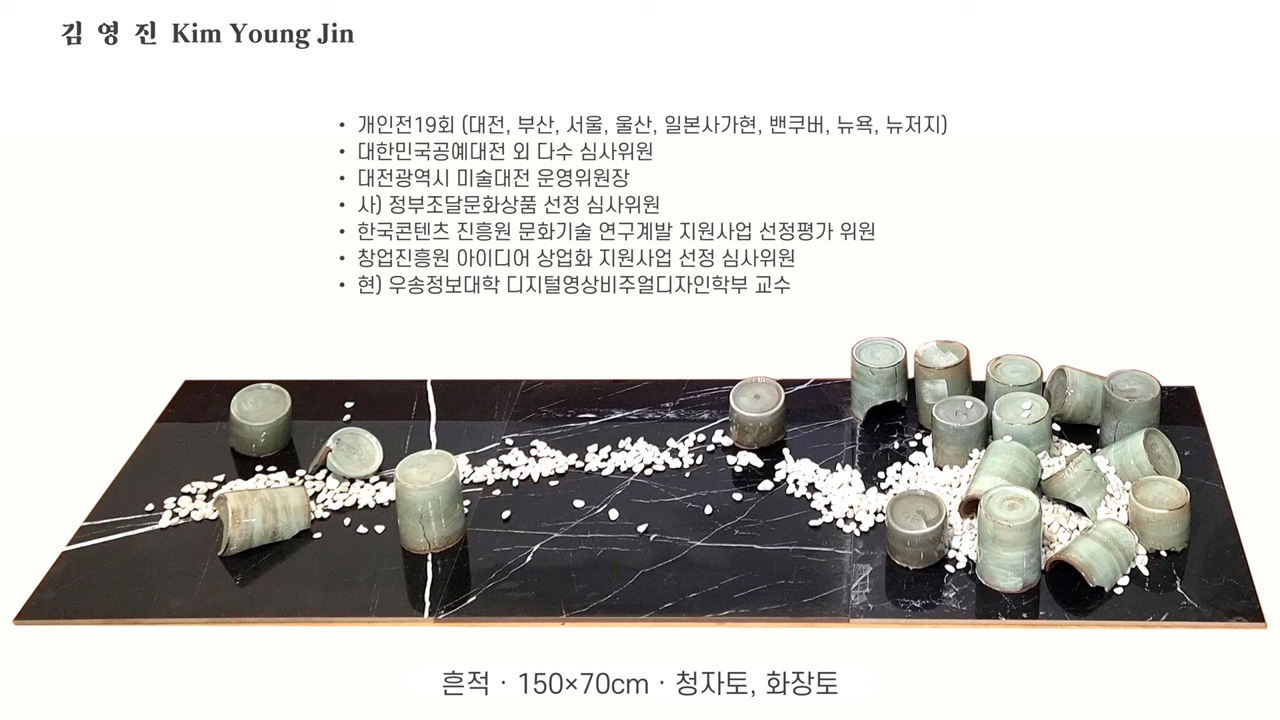 김 영 진 Kim Young Jin
• 개인전19회 (대전, 부산, 서울, 울산, 일본사가현, 밴쿠버, 뉴욕, 뉴저지)
• 대한민국공예대전 외 다수 심사위원
• 대전광역시 미술대전 운영위원장
• 사) 정부조달문화상품 선정 심사위원
• 한국콘텐츠 진흥원 문화기술 연구계발 지원사업 선정평가 위원
• 창업진흥원 아이디어 상업화 지원사업 선정 심사위원
• 현) 우송정보대학 디지털영상비주얼디자인학부 교수
흔적 · 150×70cm · 청자토, 화장토